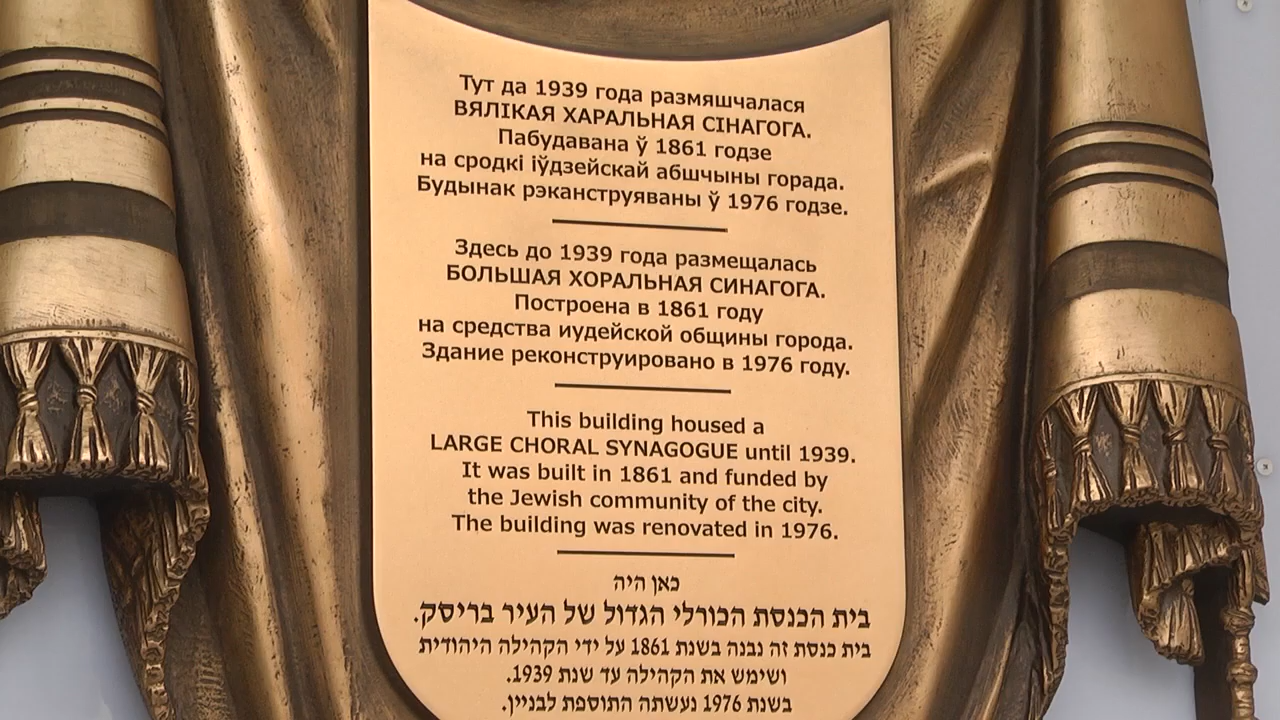 Тут да 1939 года размяшчалася
ВЯЛІКАЯ ХАРАЛЬНАЯ СІНАГОГА.
Пабудавана ў 1861 годзе
на сродкі іўдзейскай абшчыны горада.
Будынак рэканструяваны ў 1976 годзе.
Здесь до 1939 года размещалась
БОЛЬШАЯ ХОРАЛЬНАЯ СИНАГОГА.
Построена в 1861 году
на средства иудейской общины города.
Здание реконструировано в 1976 году.
This building housed a
LARGE CHORAL SYNAGOGUE until 1939.
It was built in 1861 and funded by
the Jewish community of the city.
The building was renovated in 1976.
כאן היה
בית הכנסת הכורלי הגדול של העיר בריסק.
בית כנסת זה נבנה בשנת 1861 על ידי הקהילה היהודית
ושימש את הקהילה עד שנת 1939.
בשנת 1976 נעשתה התוספת לבניין.